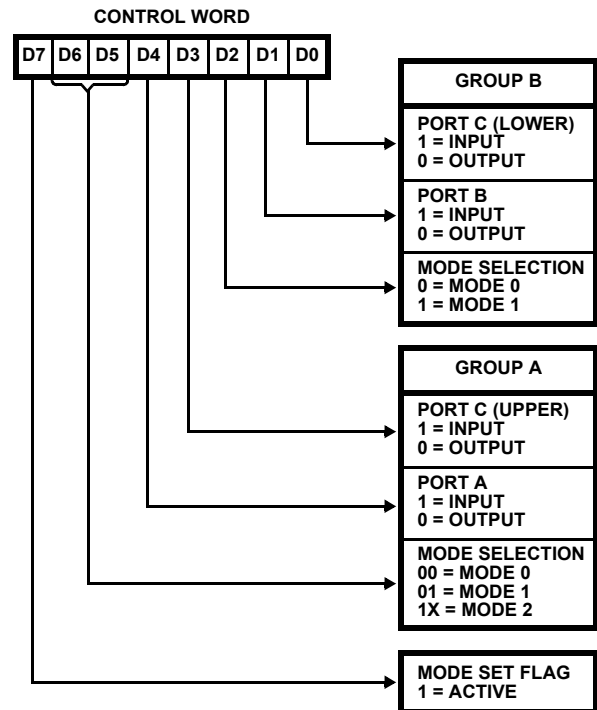 CONTROL WORD
D7 D6 D5 D4 D3 D2 D1 D0
GROUP B
PORT C (LOWER)
1 = INPUT
0 = OUTPUT
PORT B
1 = INPUT
0 = OUTPUT
MODE SELECTION
0 = MODE 0
1 = MODE 1
GROUP A
PORT C (UPPER)
1 = INPUT
0 = OUTPUT
PORT A
1 = INPUT
0 = OUTPUT
MODE SELECTION
00 = MODE 0
01 = MODE 1
1X = MODE 2
MODE SET FLAG
1 = ACTIVE